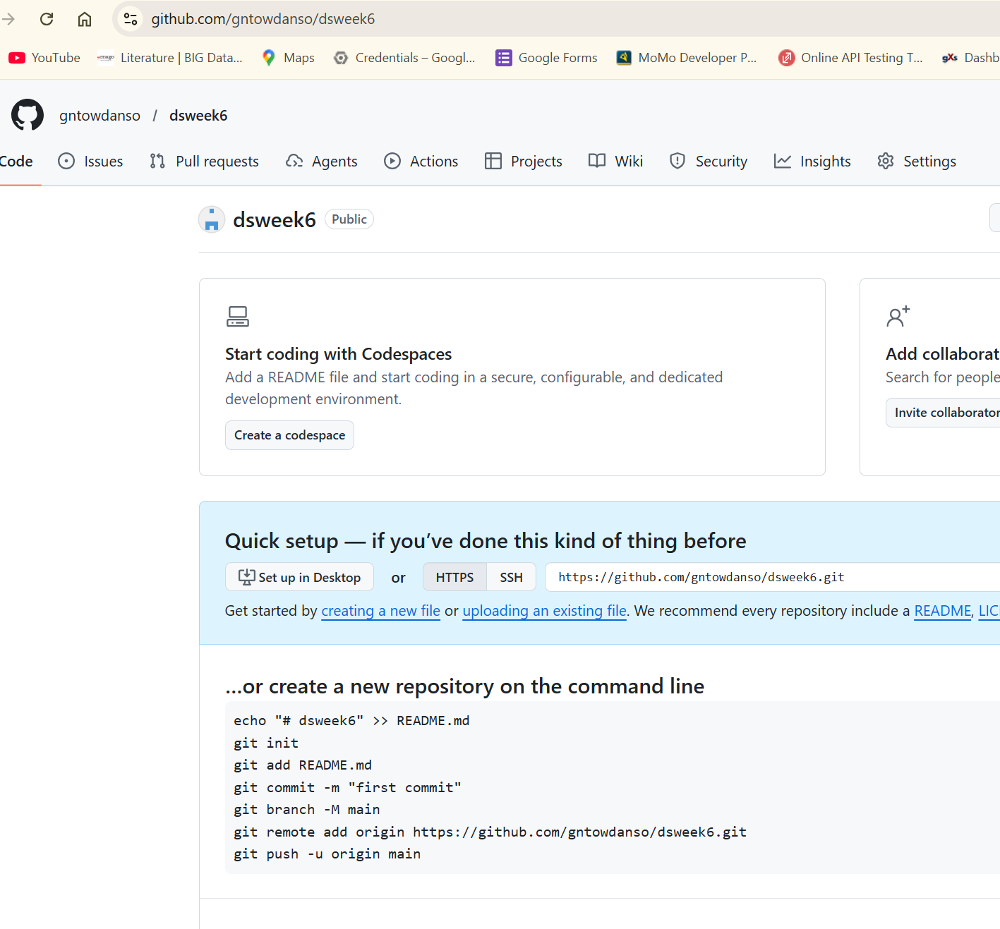 github.com/gntowdanso/dsweek6
YouTube Literature | BIG Data... Maps Credentials – Googl... Google Forms MoMo Developer P... Online API Testing T... gXs Dashb
gntowdanso / dsweek6
Code Issues Pull requests Agents Actions Projects Wiki Security Insights Settings
dsweek6 Public
Start coding with Codespaces
Add a README file and start coding in a secure, configurable, and dedicated
development environment.
Create a codespace
Add collaborat
Search for people
Invite collaborator
Quick setup — if you’ve done this kind of thing before
Set up in Desktop or HTTPS SSH https://github.com/gntowdanso/dsweek6.git
Get started by creating a new file or uploading an existing file. We recommend every repository include a README, LIC
...or create a new repository on the command line
echo "# dsweek6" >> README.md
git init
git add README.md
git commit -m "first commit"
git branch -M main
git remote add origin https://github.com/gntowdanso/dsweek6.git
git push -u origin main